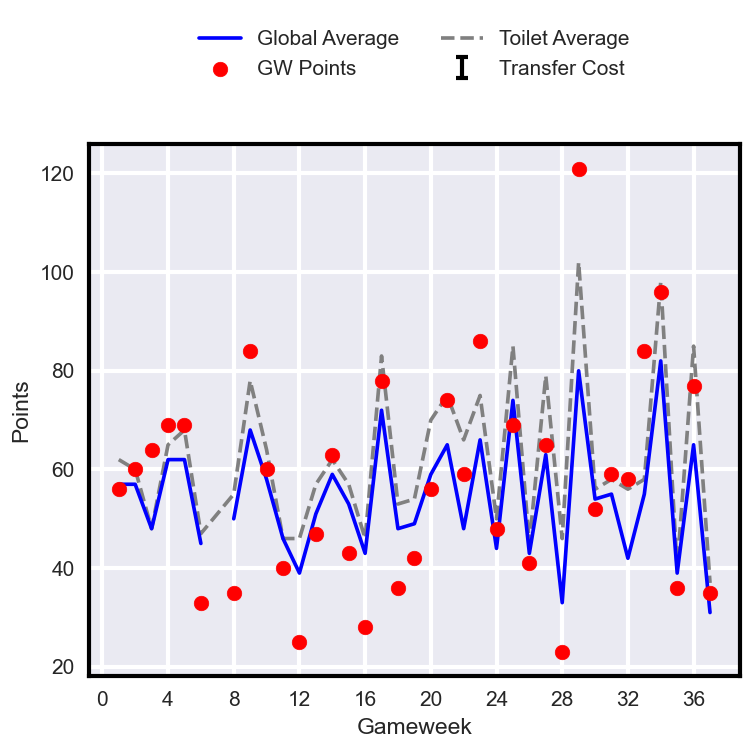 Global Average
Toilet Average
GW Points
Transfer Cost
120
100
80
60
40
20
Points
0 4 8 12 16 20 24 28 32 36
Gameweek